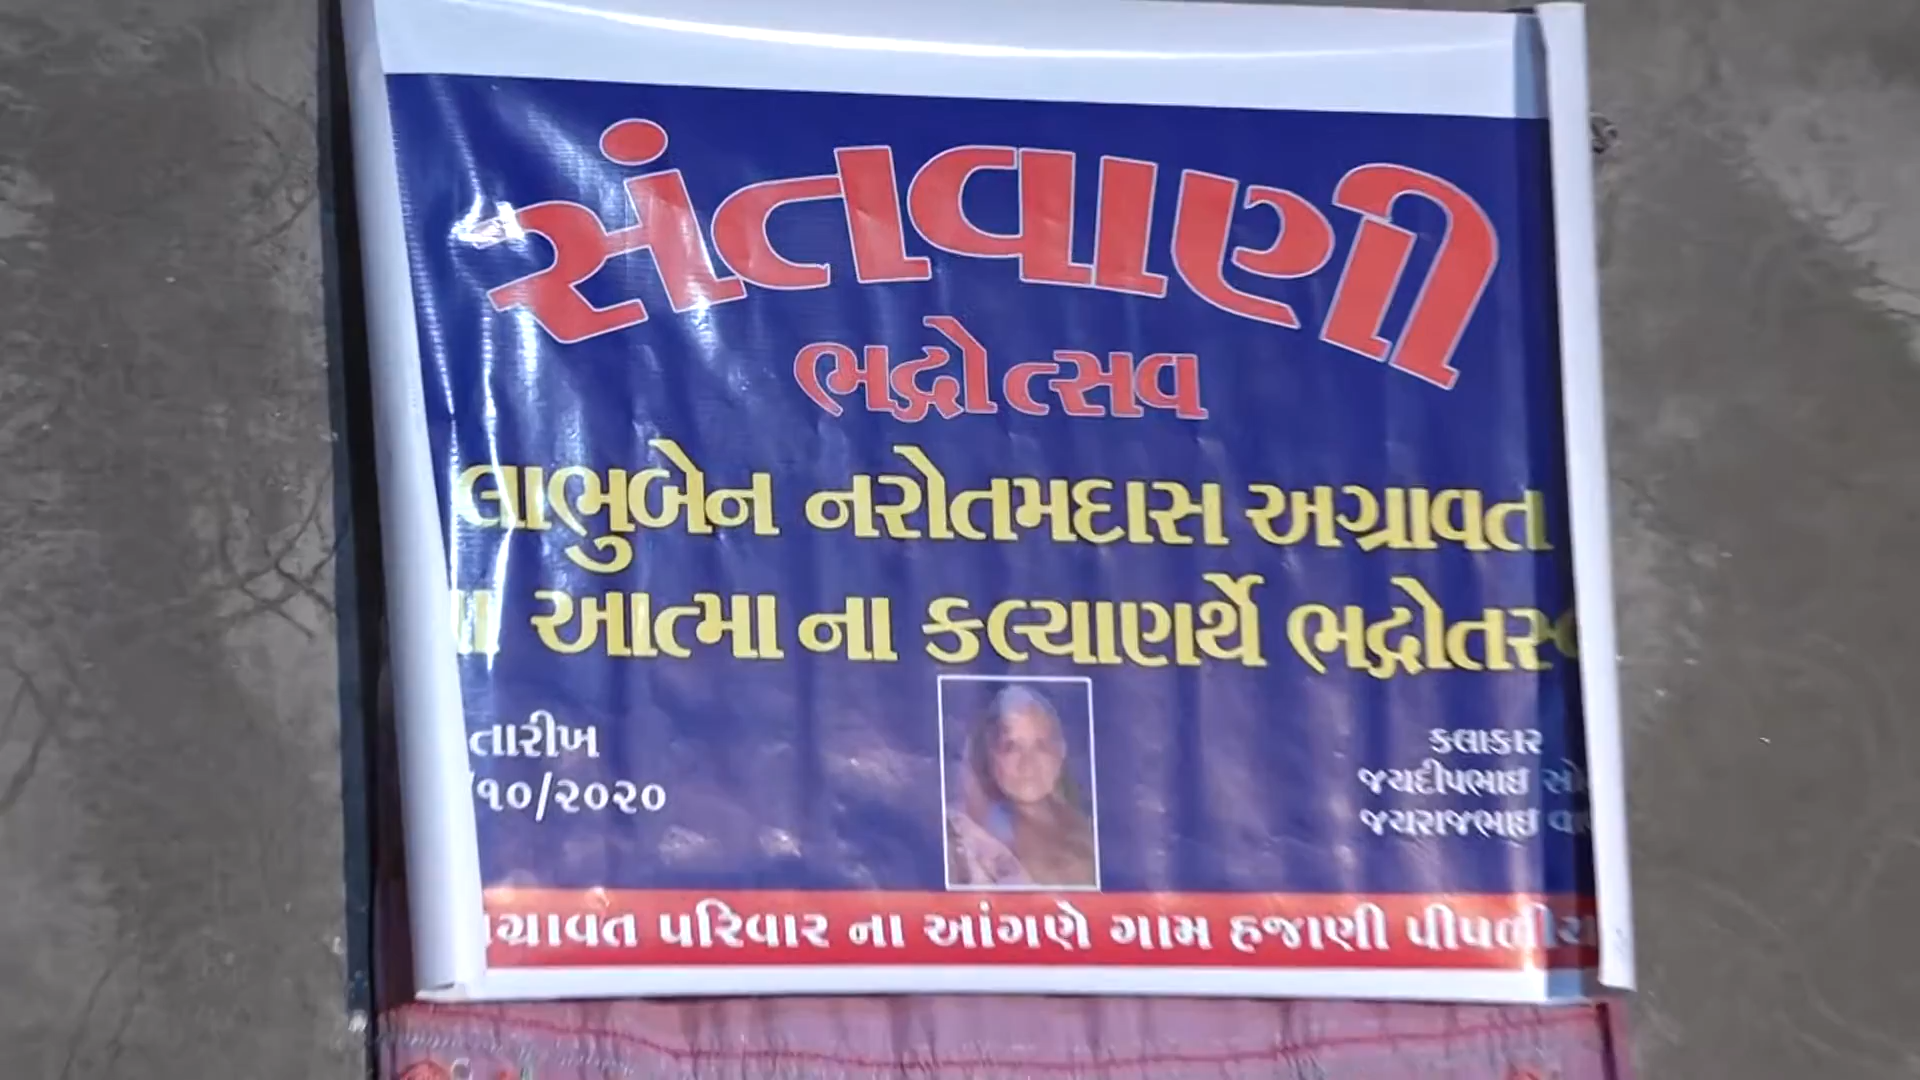 સંતવાણી
ભદ્રોત્સવ
લાભુબેન નરોતમદાસ અગ્રાવત
આત્મા ના કલ્યાણર્થે
તારીખ
/૧૦/૨૦૨૦
કલાકાર
જયદીપભાઇ
જયરાજભાઇ
પરિવાર ના આંગણે ગામ હજાણી